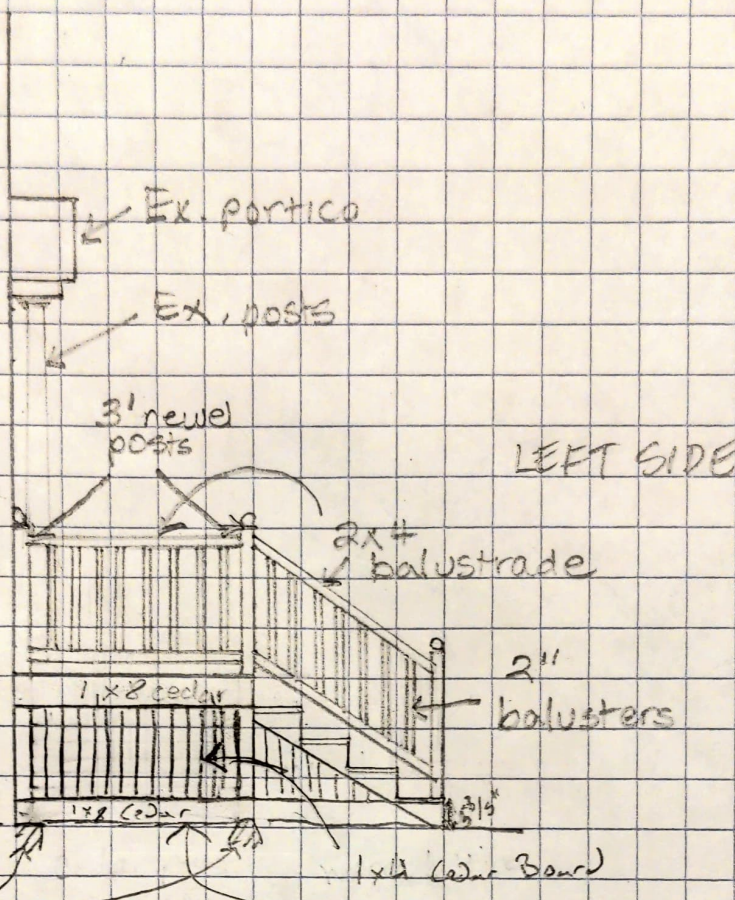 Ex. portico
Ex. posts
3' newel
posts
LEFT SIDE
2x4
balustrade
2"
balusters
1x8 cedar
1x8 Cedar
1x4 Cedar Board